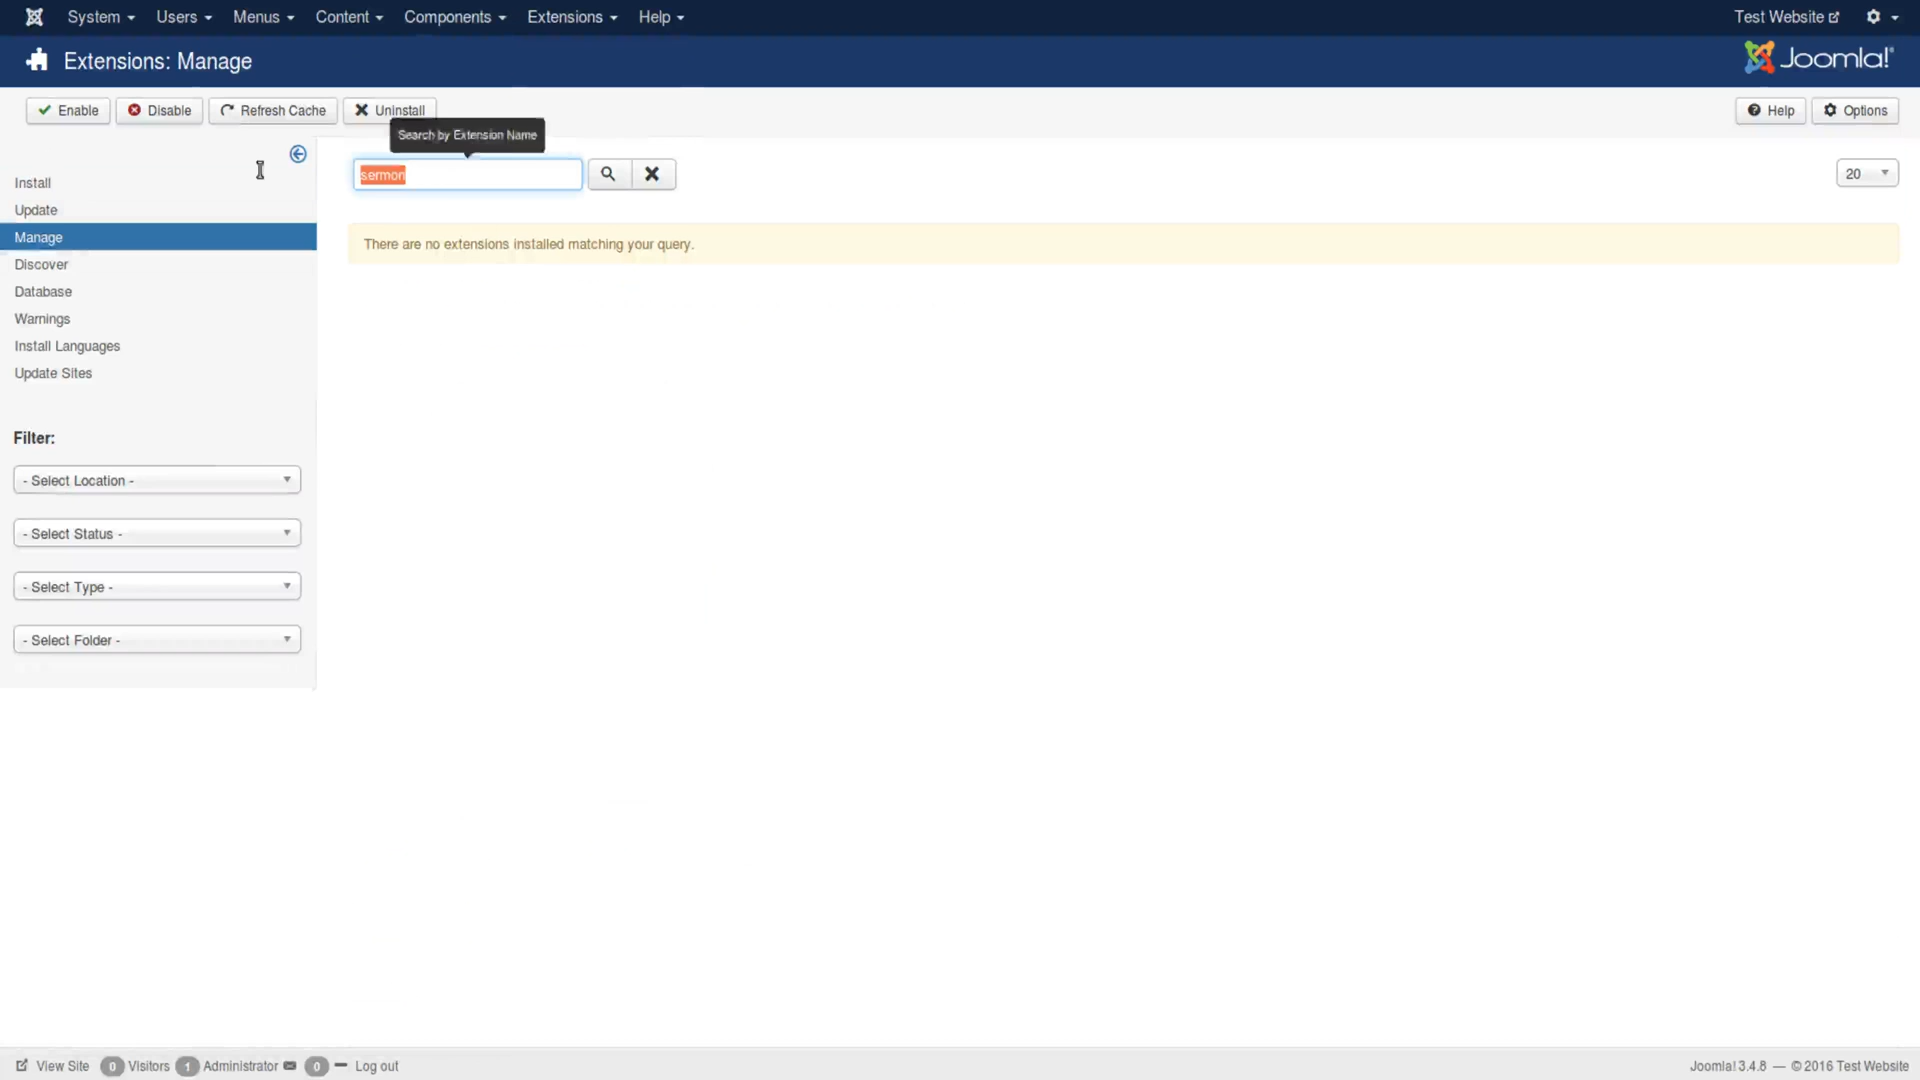 System Users Menus Content Components Extensions Help Test Website
Extensions: Manage Joomla!
Enable Disable Refresh Cache Uninstall Help Options
Search by Extension Name
sermon 20
There are no extensions installed matching your query.
Install
Update
Manage
Discover
Database
Warnings
Install Languages
Update Sites
Filter:
- Select Location -
- Select Status -
- Select Type -
- Select Folder -
View Site 0 Visitors 1 Administrator 0 Log out Joomla! 3.4.8 — © 2016 Test Website